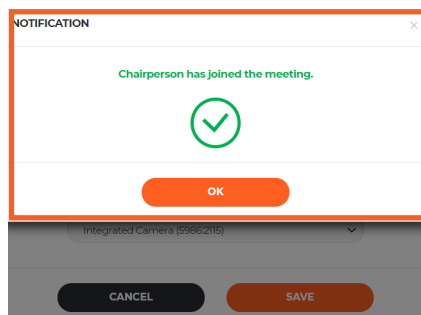 NOTIFICATION ×
Chairperson has joined the meeting.
OK
Integrated Camera (5986:2115)
CANCEL SAVE